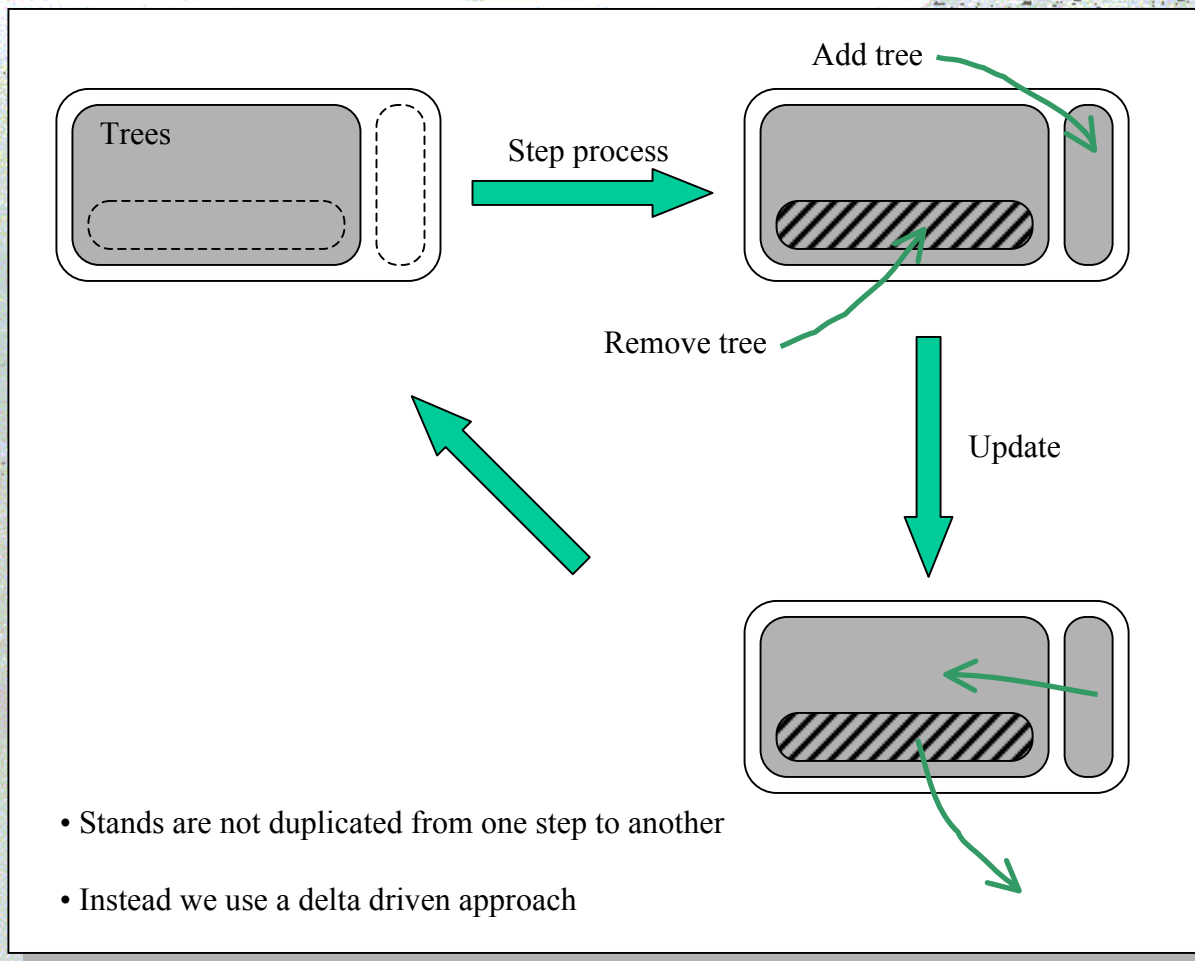 Add tree
Trees
Step process
Remove tree
Update
• Stands are not duplicated from one step to another
• Instead we use a delta driven approach